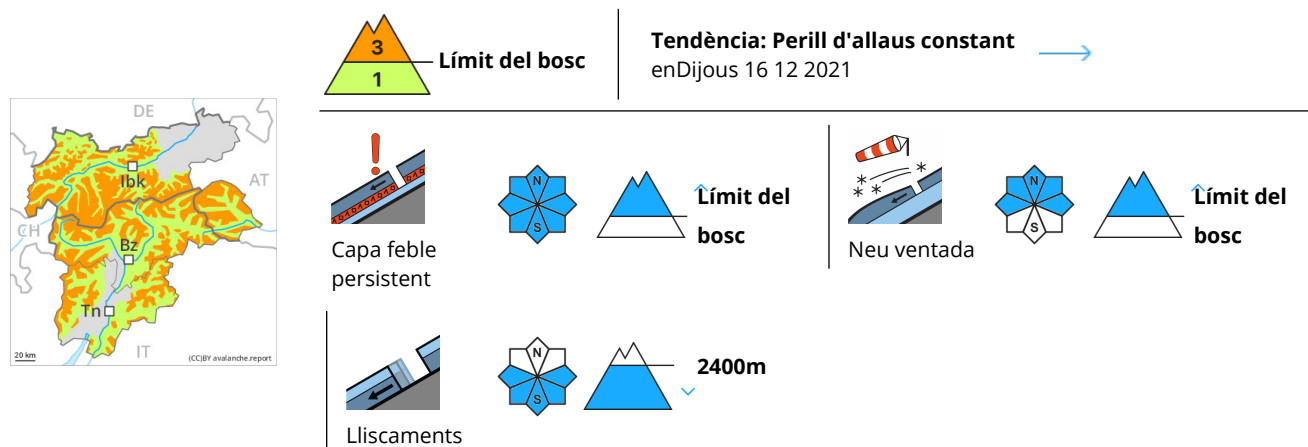 3
1
Límit del bosc
Tendència: Perill d'allaus constant
enDijous 16 12 2021
DE
Ibk
AT
CH
Bz
Tn
IT
20 km
(CC)BY avalanche.report
Capa feble
persistent
N
S
Límit del
bosc
Neu ventada
N
S
Límit del
bosc
Lliscaments
N
S
2400m